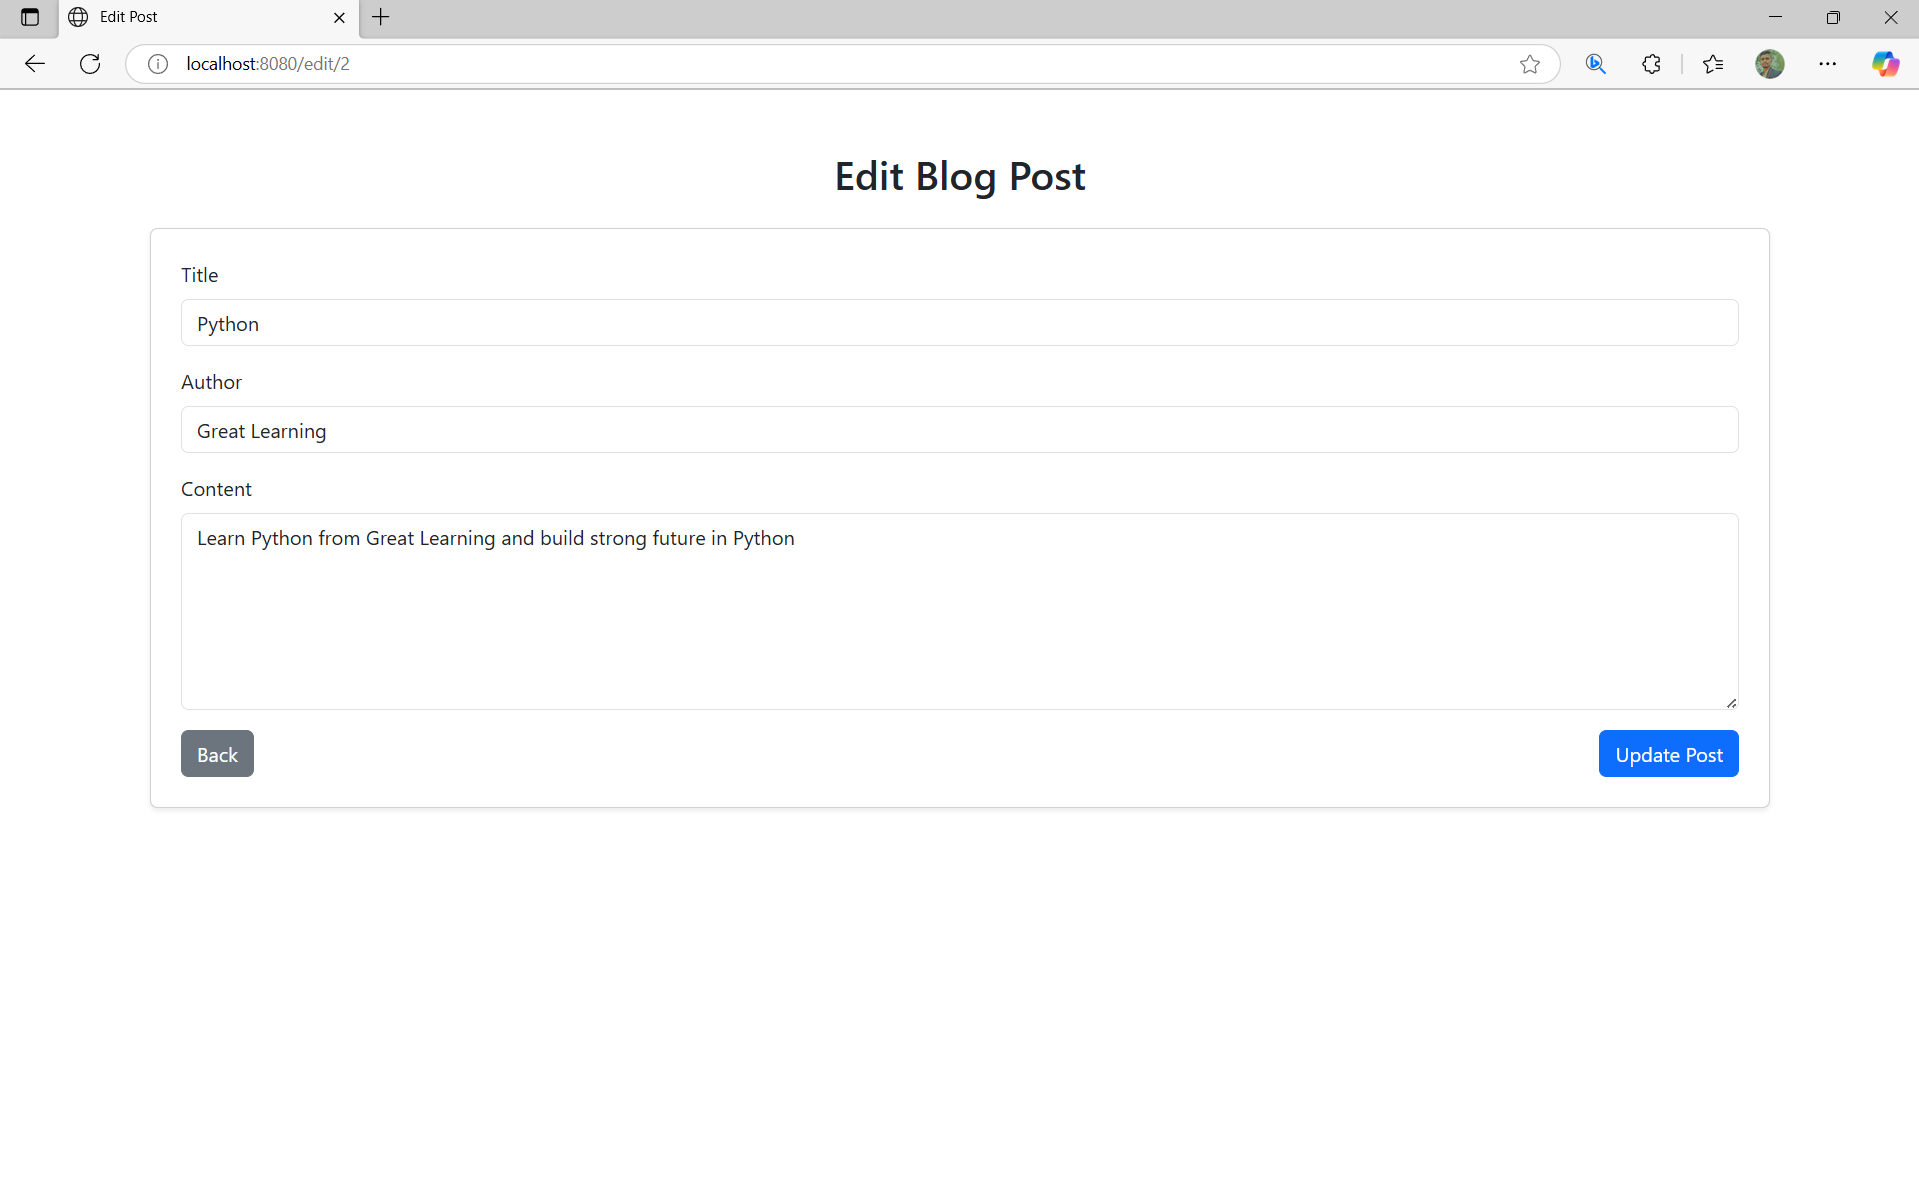 Edit Post
localhost:8080/edit/2
Edit Blog Post
Title
Python
Author
Great Learning
Content
Learn Python from Great Learning and build strong future in Python
Back
Update Post